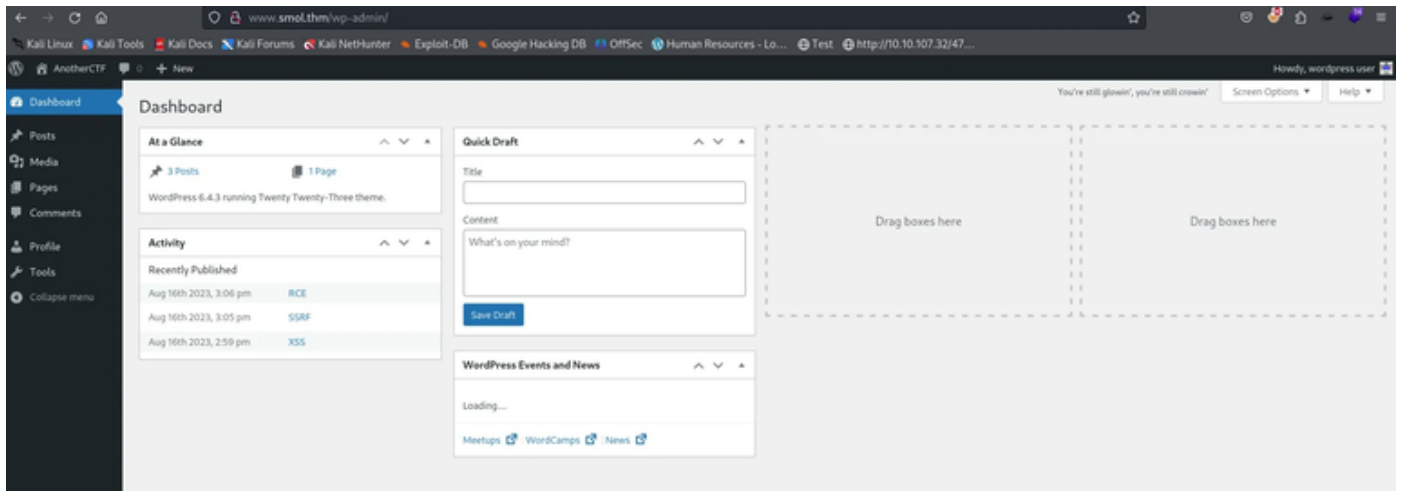 www.smol.thm/wp-admin/
Kali Linux Kali Tools Kali Docs Kali Forums Kali NetHunter Exploit-DB Google Hacking DB OffSec Human Resources - Lo... Test http://10.10.107.32/47...
AnotherCTF 0 + New Howdy, wordpress user
Dashboard
Posts
Media
Pages
Comments
Profile
Tools
Collapse menu
Dashboard
You're still glowin', you're still crowin' Screen Options Help
At a Glance
3 Posts 1 Page
WordPress 6.4.3 running Twenty Twenty-Three theme.
Activity
Recently Published
Aug 16th 2023, 3:06 pm RCE
Aug 16th 2023, 3:05 pm SSRF
Aug 16th 2023, 2:59 pm XSS
Quick Draft
Title
Content
What's on your mind?
Save Draft
WordPress Events and News
Loading...
Meetups | WordCamps | News
Drag boxes here
Drag boxes here